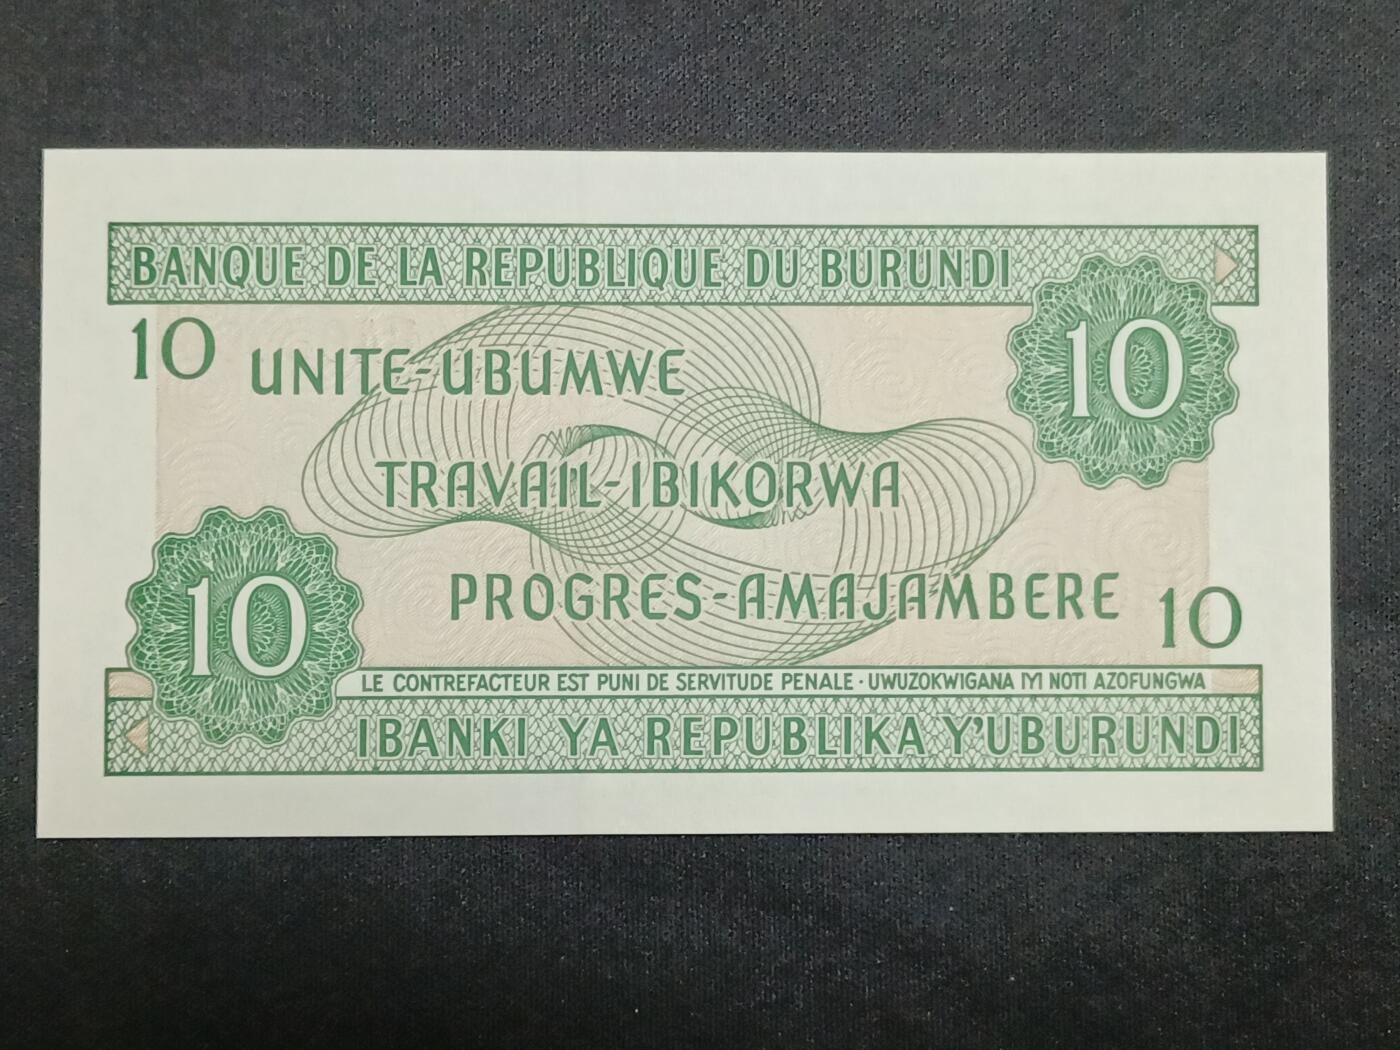 BANQUE DE LA REPUBLIQUE DU BURUNDI
10
10
UNITE-UBUMWE
TRAVAIL-IBIKORWA
PROGRES-AMAJAMBERE
10
10
LE CONTREFACTEUR EST PUNI DE SERVITUDE PENALE · UWUZOKWIGANA IYI NOTI AZOFUNGWA
IBANKI YA REPUBLIKA Y'UBURUNDI